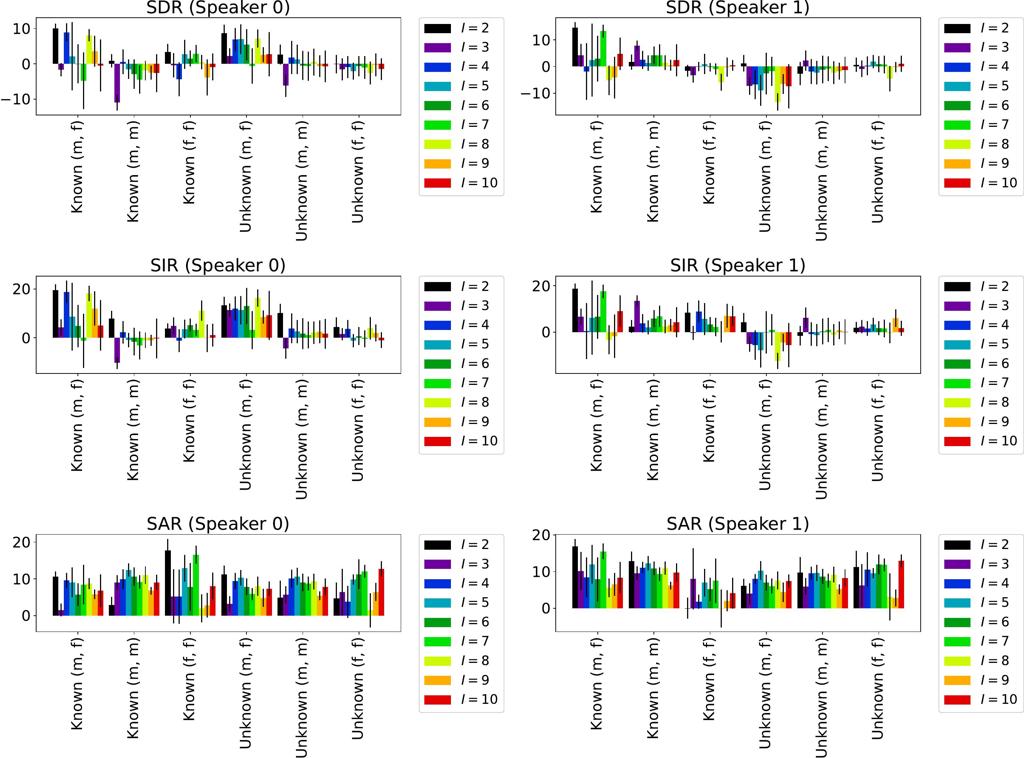 SDR (Speaker 0)
10
0
−10
Known (m, f)
Known (m, m)
Known (f, f)
Unknown (m, f)
Unknown (m, m)
Unknown (f, f)
I = 2
I = 3
I = 4
I = 5
I = 6
I = 7
I = 8
I = 9
I = 10
SDR (Speaker 1)
10
0
−10
Known (m, f)
Known (m, m)
Known (f, f)
Unknown (m, f)
Unknown (m, m)
Unknown (f, f)
I = 2
I = 3
I = 4
I = 5
I = 6
I = 7
I = 8
I = 9
I = 10
SIR (Speaker 0)
20
0
Known (m, f)
Known (m, m)
Known (f, f)
Unknown (m, f)
Unknown (m, m)
Unknown (f, f)
I = 2
I = 3
I = 4
I = 5
I = 6
I = 7
I = 8
I = 9
I = 10
SIR (Speaker 1)
20
0
Known (m, f)
Known (m, m)
Known (f, f)
Unknown (m, f)
Unknown (m, m)
Unknown (f, f)
I = 2
I = 3
I = 4
I = 5
I = 6
I = 7
I = 8
I = 9
I = 10
SAR (Speaker 0)
20
10
0
Known (m, f)
Known (m, m)
Known (f, f)
Unknown (m, f)
Unknown (m, m)
Unknown (f, f)
I = 2
I = 3
I = 4
I = 5
I = 6
I = 7
I = 8
I = 9
I = 10
SAR (Speaker 1)
20
10
0
Known (m, f)
Known (m, m)
Known (f, f)
Unknown (m, f)
Unknown (m, m)
Unknown (f, f)
I = 2
I = 3
I = 4
I = 5
I = 6
I = 7
I = 8
I = 9
I = 10